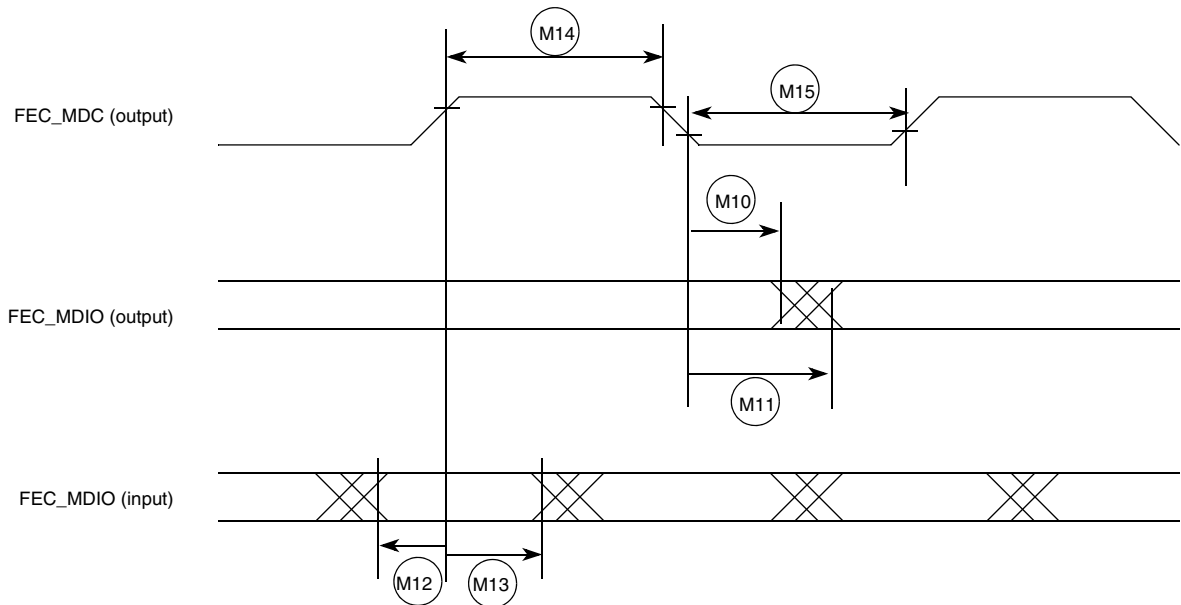 M14
FEC_MDC (output)
M15
M10
FEC_MDIO (output)
M11
FEC_MDIO (input)
M12
M13